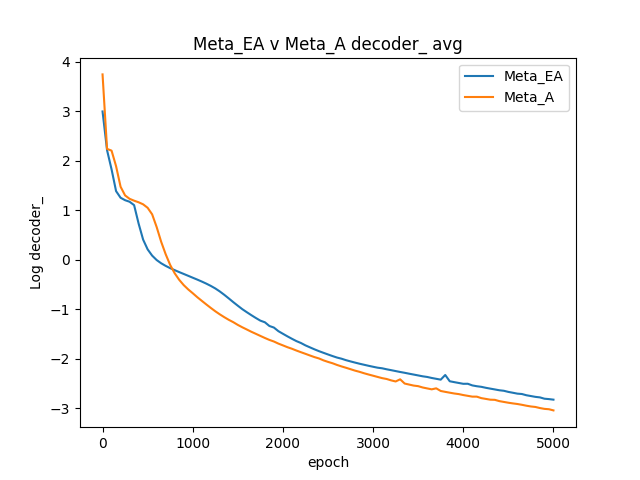 Meta_EA v Meta_A decoder_ avg
Meta_EA
Meta_A
Log decoder_
4
3
2
1
0
−1
−2
−3
0
1000
2000
3000
4000
5000
epoch